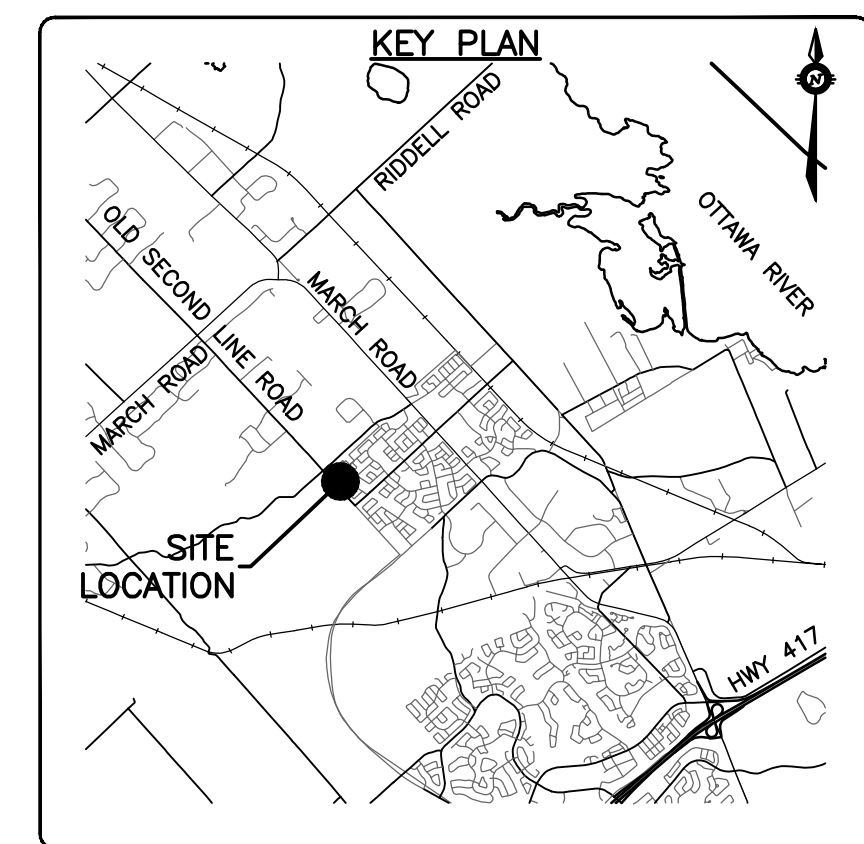 KEY PLAN
N
RIDDELL ROAD
OTTAWA RIVER
OLD SECOND LINE ROAD
MARCH ROAD
MARCH ROAD
SITE
LOCATION
HWY 417